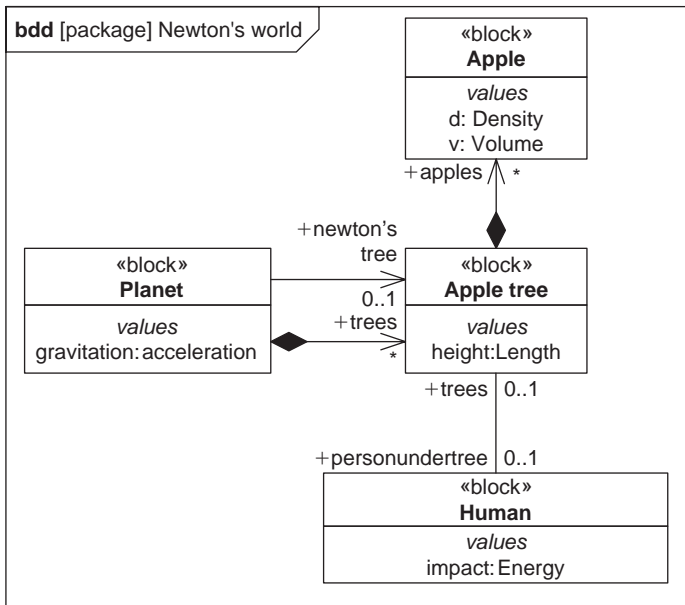 bdd [package] Newton's world
«block»
Apple
values
d: Density
v: Volume
+apples *
+newton's
tree
0..1
«block»
Planet
values
gravitation:acceleration
+trees
*
«block»
Apple tree
values
height:Length
+trees 0..1
+personundertree 0..1
«block»
Human
values
impact:Energy